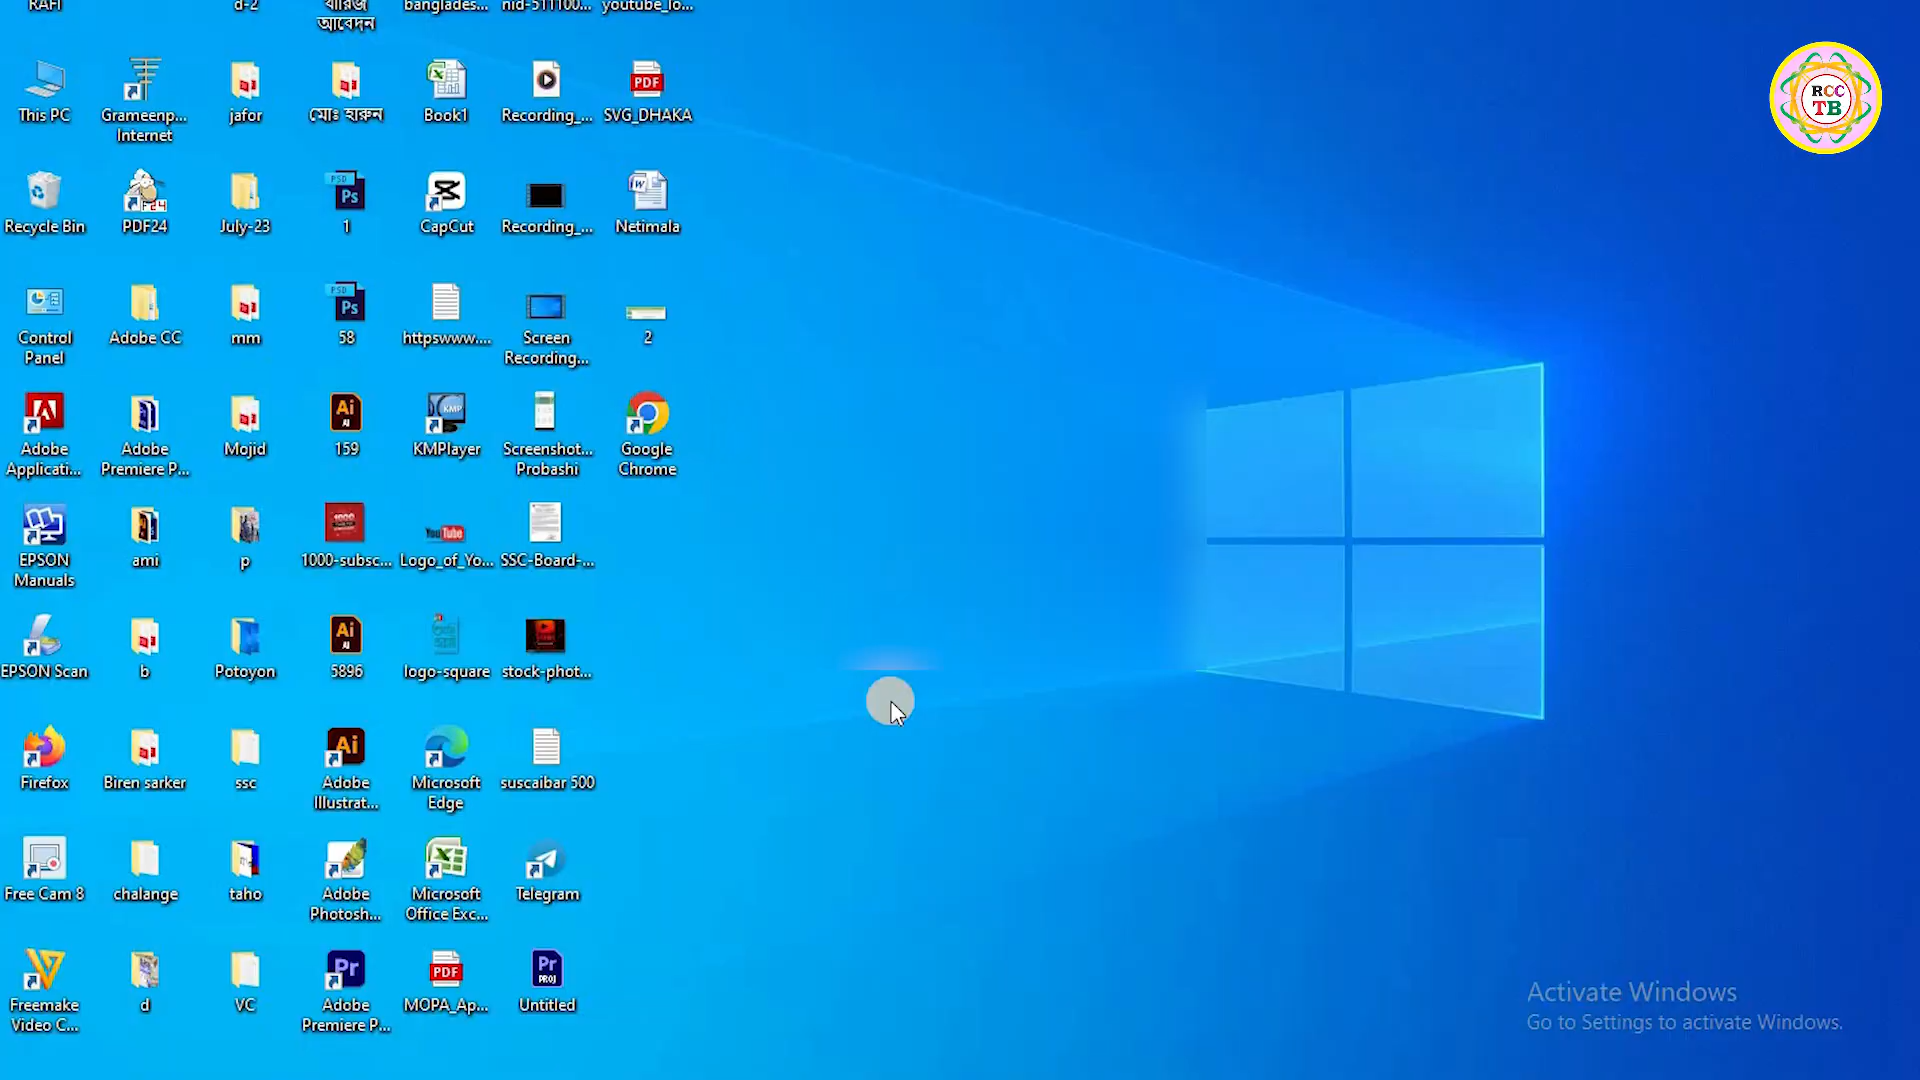 RAFI
d-2
খারিজ
আবেদন
banglades...
nid-511100...
youtube_lo...
This PC
Grameenp...
Internet
jafor
মোঃ হারুন
Book1
Recording_...
SVG_DHAKA
Recycle Bin
PDF24
July-23
1
CapCut
Recording_...
Netimala
Control
Panel
Adobe CC
mm
58
httpswww....
Screen
Recording...
2
Adobe
Applicati...
Adobe
Premiere P...
Mojid
159
KMPlayer
Screenshot...
Probashi
Google
Chrome
EPSON
Manuals
ami
p
1000-subsc...
Logo_of_Yo...
SSC-Board-...
EPSON Scan
b
Potoyon
5896
logo-square
stock-phot...
Firefox
Biren sarker
ssc
Adobe
Illustrat...
Microsoft
Edge
suscaibar 500
Free Cam 8
chalange
taho
Adobe
Photosh...
Microsoft
Office Exc...
Telegram
Freemake
Video C...
d
VC
Adobe
Premiere P...
MOPA_Ap...
Untitled
RCC
TB
Activate Windows
Go to Settings to activate Windows.